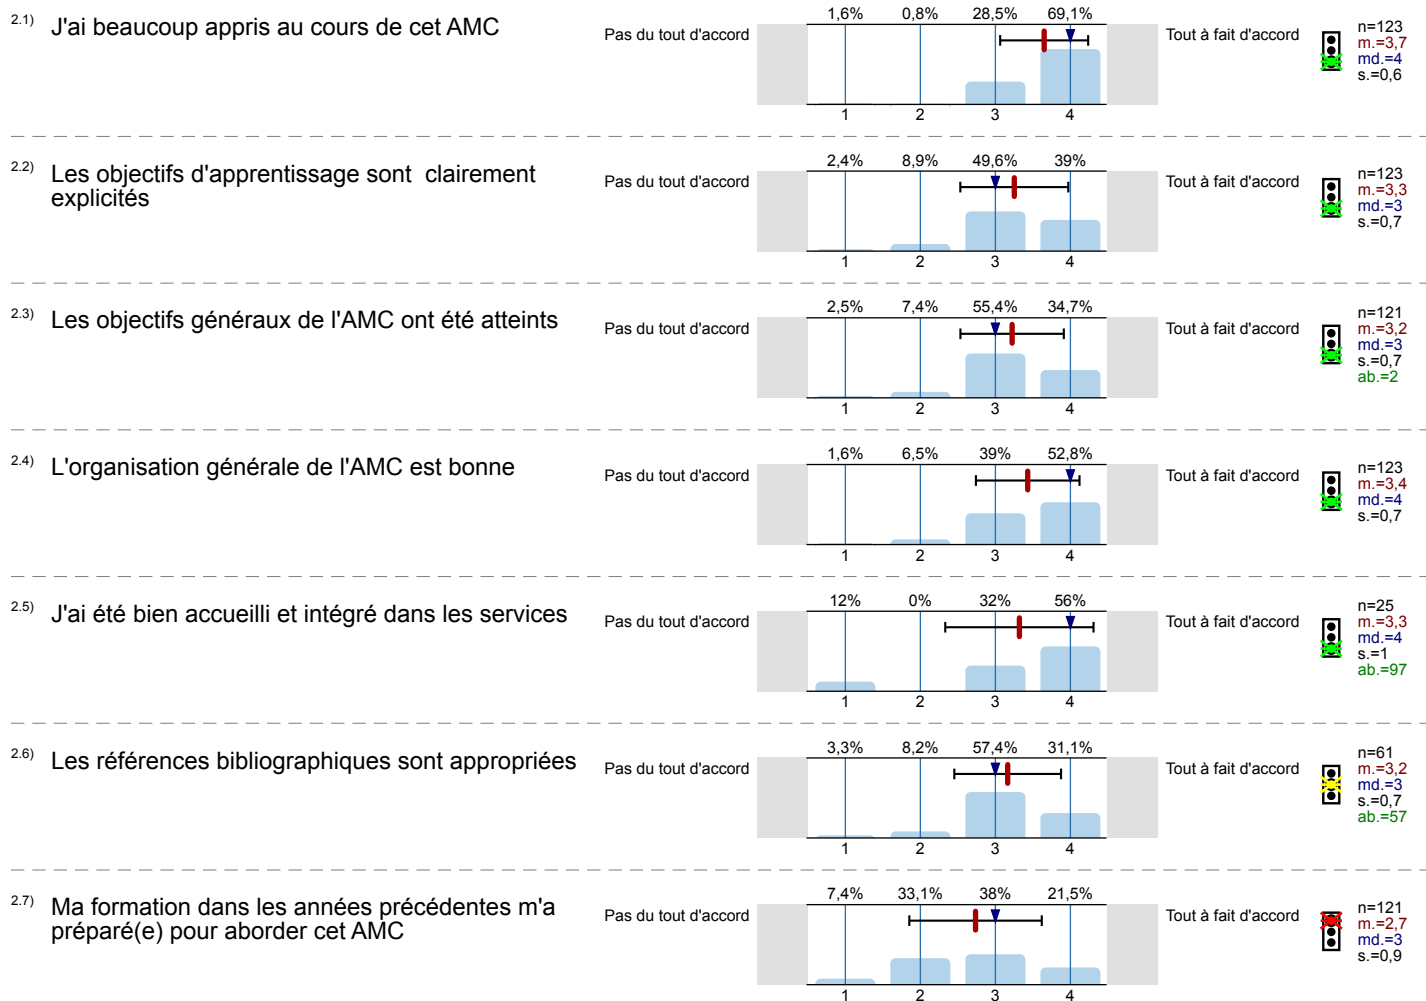 2.1) J'ai beaucoup appris au cours de cet AMC
Pas du tout d'accord
1,6% 0,8% 28,5% 69,1%
1 2 3 4
Tout à fait d'accord
n=123
m.=3,7
md.=4
s.=0,6
2.2) Les objectifs d'apprentissage sont clairement
explicités
Pas du tout d'accord
2,4% 8,9% 49,6% 39%
1 2 3 4
Tout à fait d'accord
n=123
m.=3,3
md.=3
s.=0,7
2.3) Les objectifs généraux de l'AMC ont été atteints
Pas du tout d'accord
2,5% 7,4% 55,4% 34,7%
1 2 3 4
Tout à fait d'accord
n=121
m.=3,2
md.=3
s.=0,7
ab.=2
2.4) L'organisation générale de l'AMC est bonne
Pas du tout d'accord
1,6% 6,5% 39% 52,8%
1 2 3 4
Tout à fait d'accord
n=123
m.=3,4
md.=4
s.=0,7
2.5) J'ai été bien accueilli et intégré dans les services
Pas du tout d'accord
12% 0% 32% 56%
1 2 3 4
Tout à fait d'accord
n=25
m.=3,3
md.=4
s.=1
ab.=97
2.6) Les références bibliographiques sont appropriées
Pas du tout d'accord
3,3% 8,2% 57,4% 31,1%
1 2 3 4
Tout à fait d'accord
n=61
m.=3,2
md.=3
s.=0,7
ab.=57
2.7) Ma formation dans les années précédentes m'a
préparé(e) pour aborder cet AMC
Pas du tout d'accord
7,4% 33,1% 38% 21,5%
1 2 3 4
Tout à fait d'accord
n=121
m.=2,7
md.=3
s.=0,9